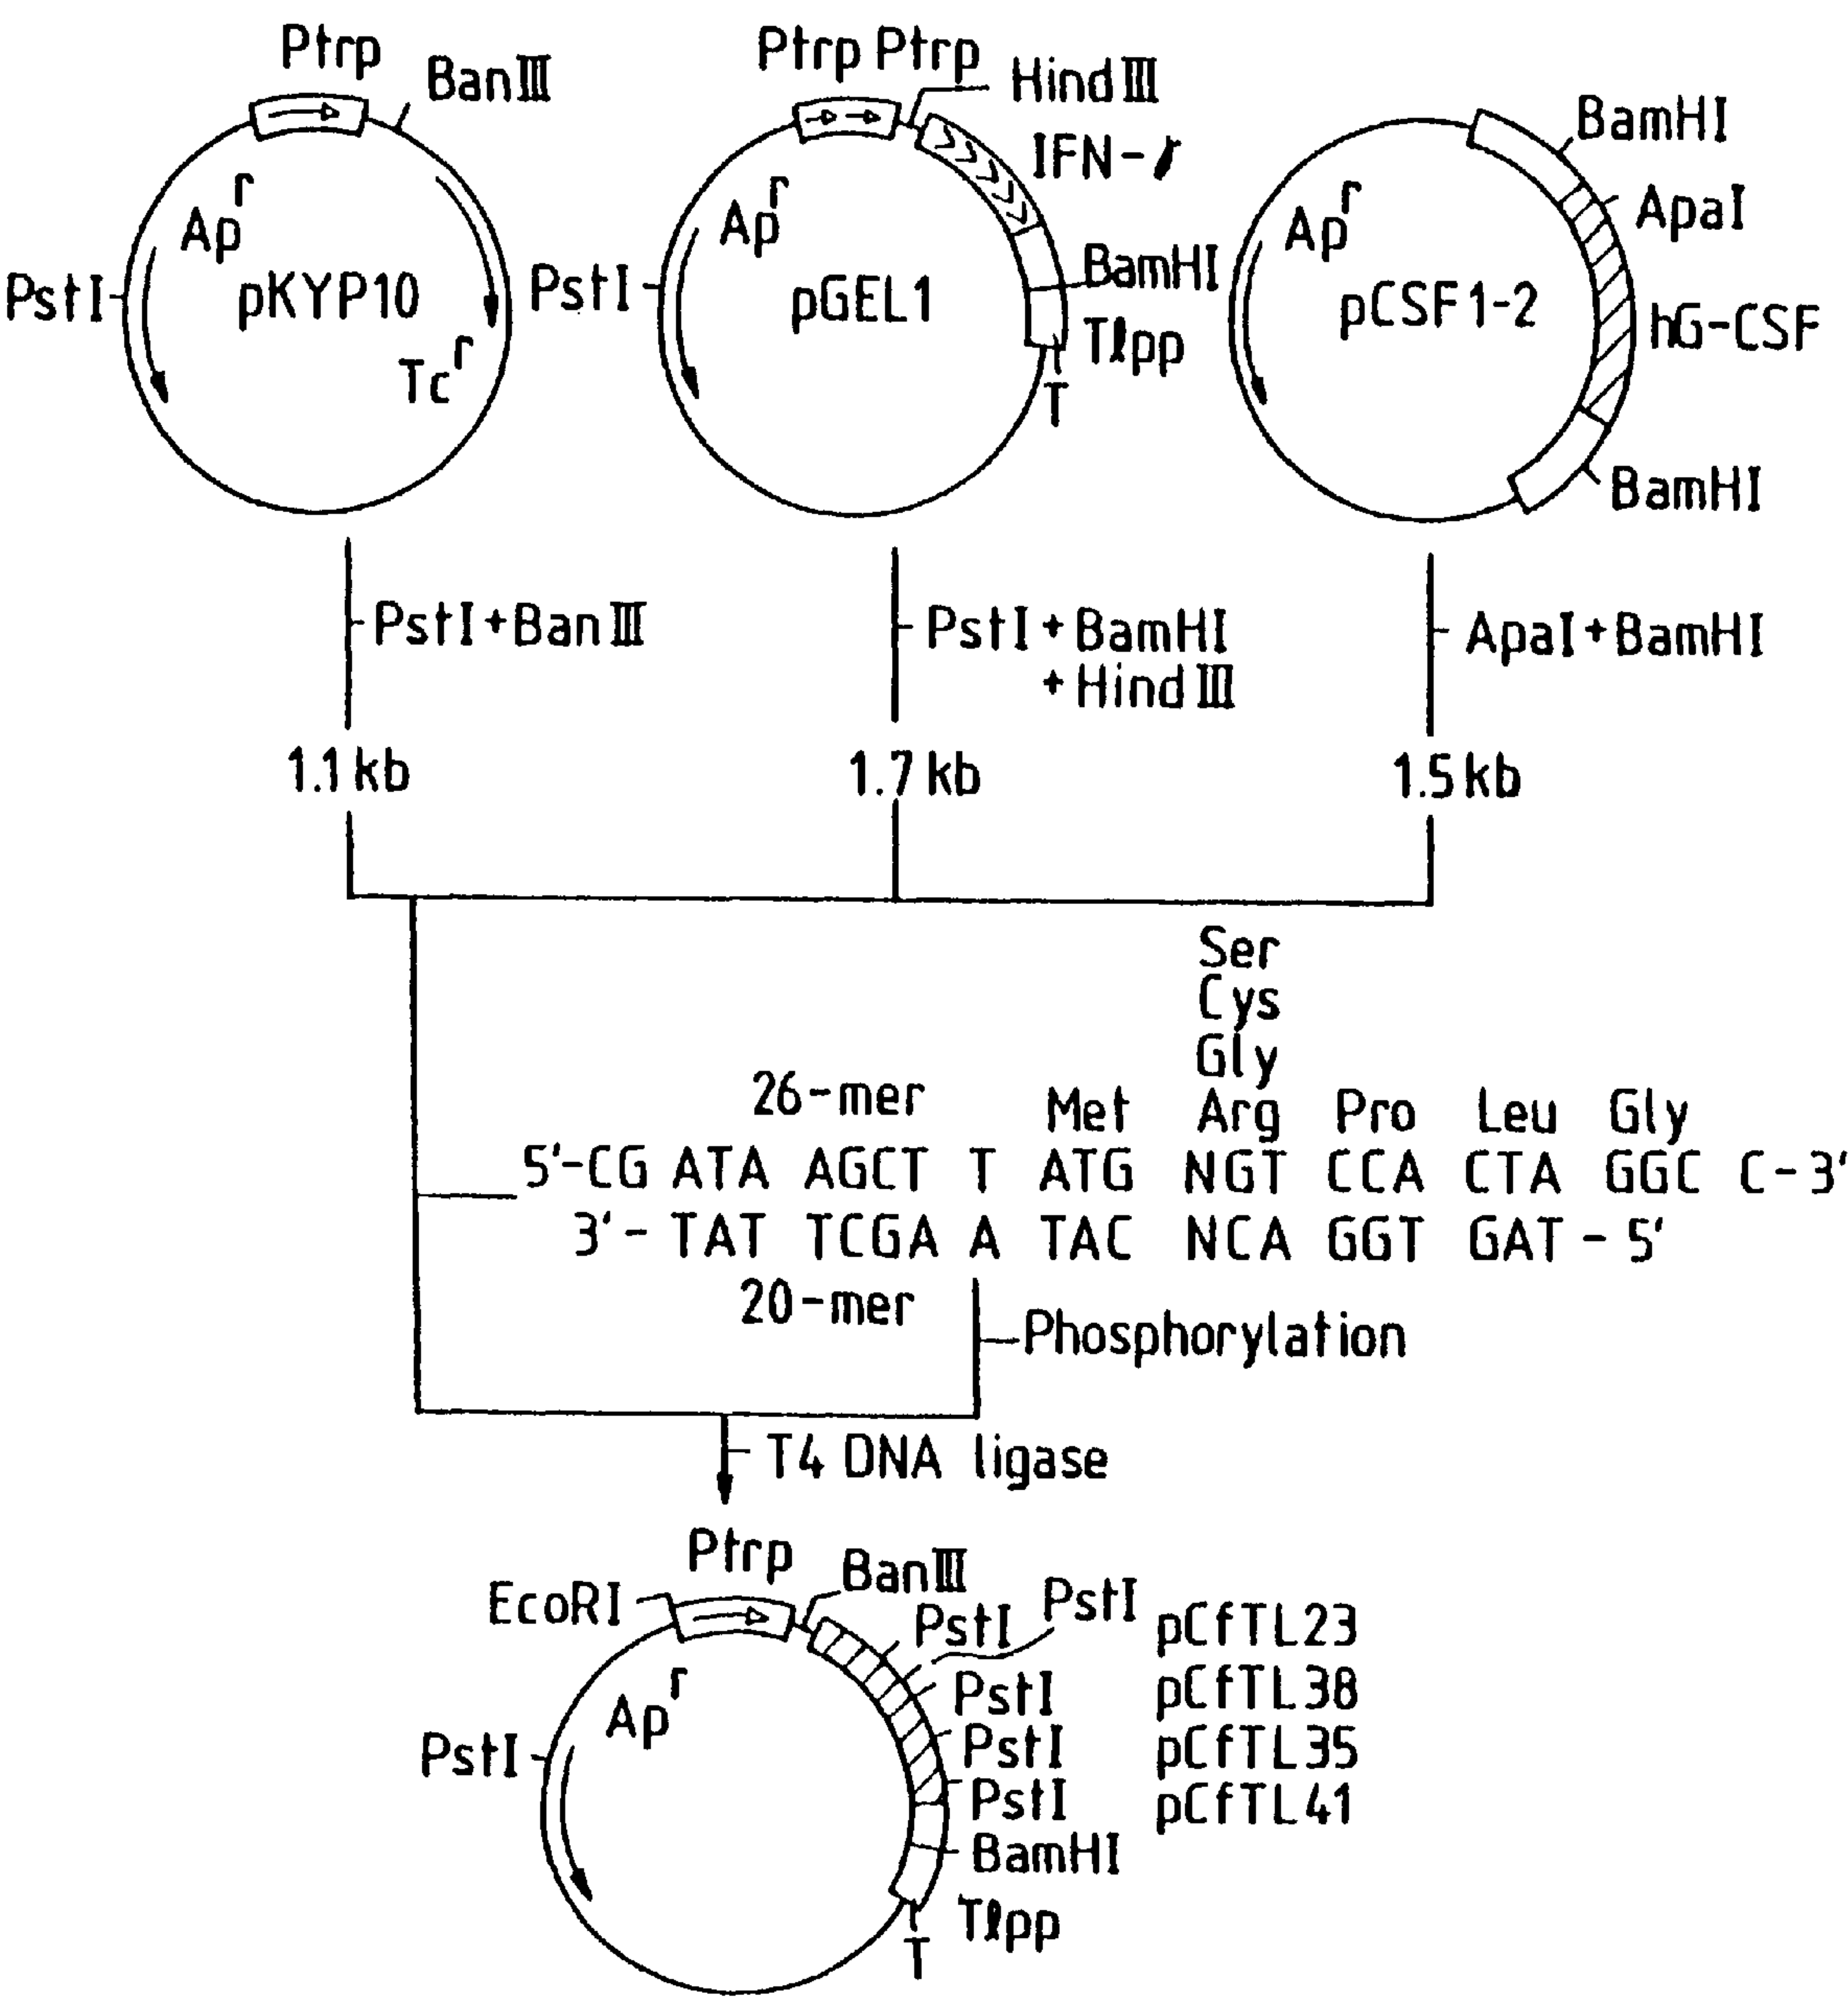 Ptrp
BanIII
Ap^r
PstI
pKYP10
Tc^r
Ptrp Ptrp
HindIII
IFN-γ
Ap^r
PstI
pGEL1
BamHI
Tlpp
T
BamHI
ApaI
Ap^r
pCSF1-2
hG-CSF
BamHI
PstI+BanIII
PstI+BamHI
+HindIII
ApaI+BamHI
1.1kb
1.7kb
1.5kb
Ser
Cys
Gly
26-mer Met Arg Pro Leu Gly
5'-CG ATA AGCT T ATG NGT CCA CTA GGC C-3'
3'- TAT TCGA A TAC NCA GGT GAT - 5'
20-mer
Phosphorylation
T4 DNA ligase
Ptrp
EcoRI
BanIII
PstI
PstI
pCfTL23
PstI
pCfTL38
PstI
pCfTL35
PstI
pCfTL41
Ap^r
PstI
BamHI
Tlpp
T